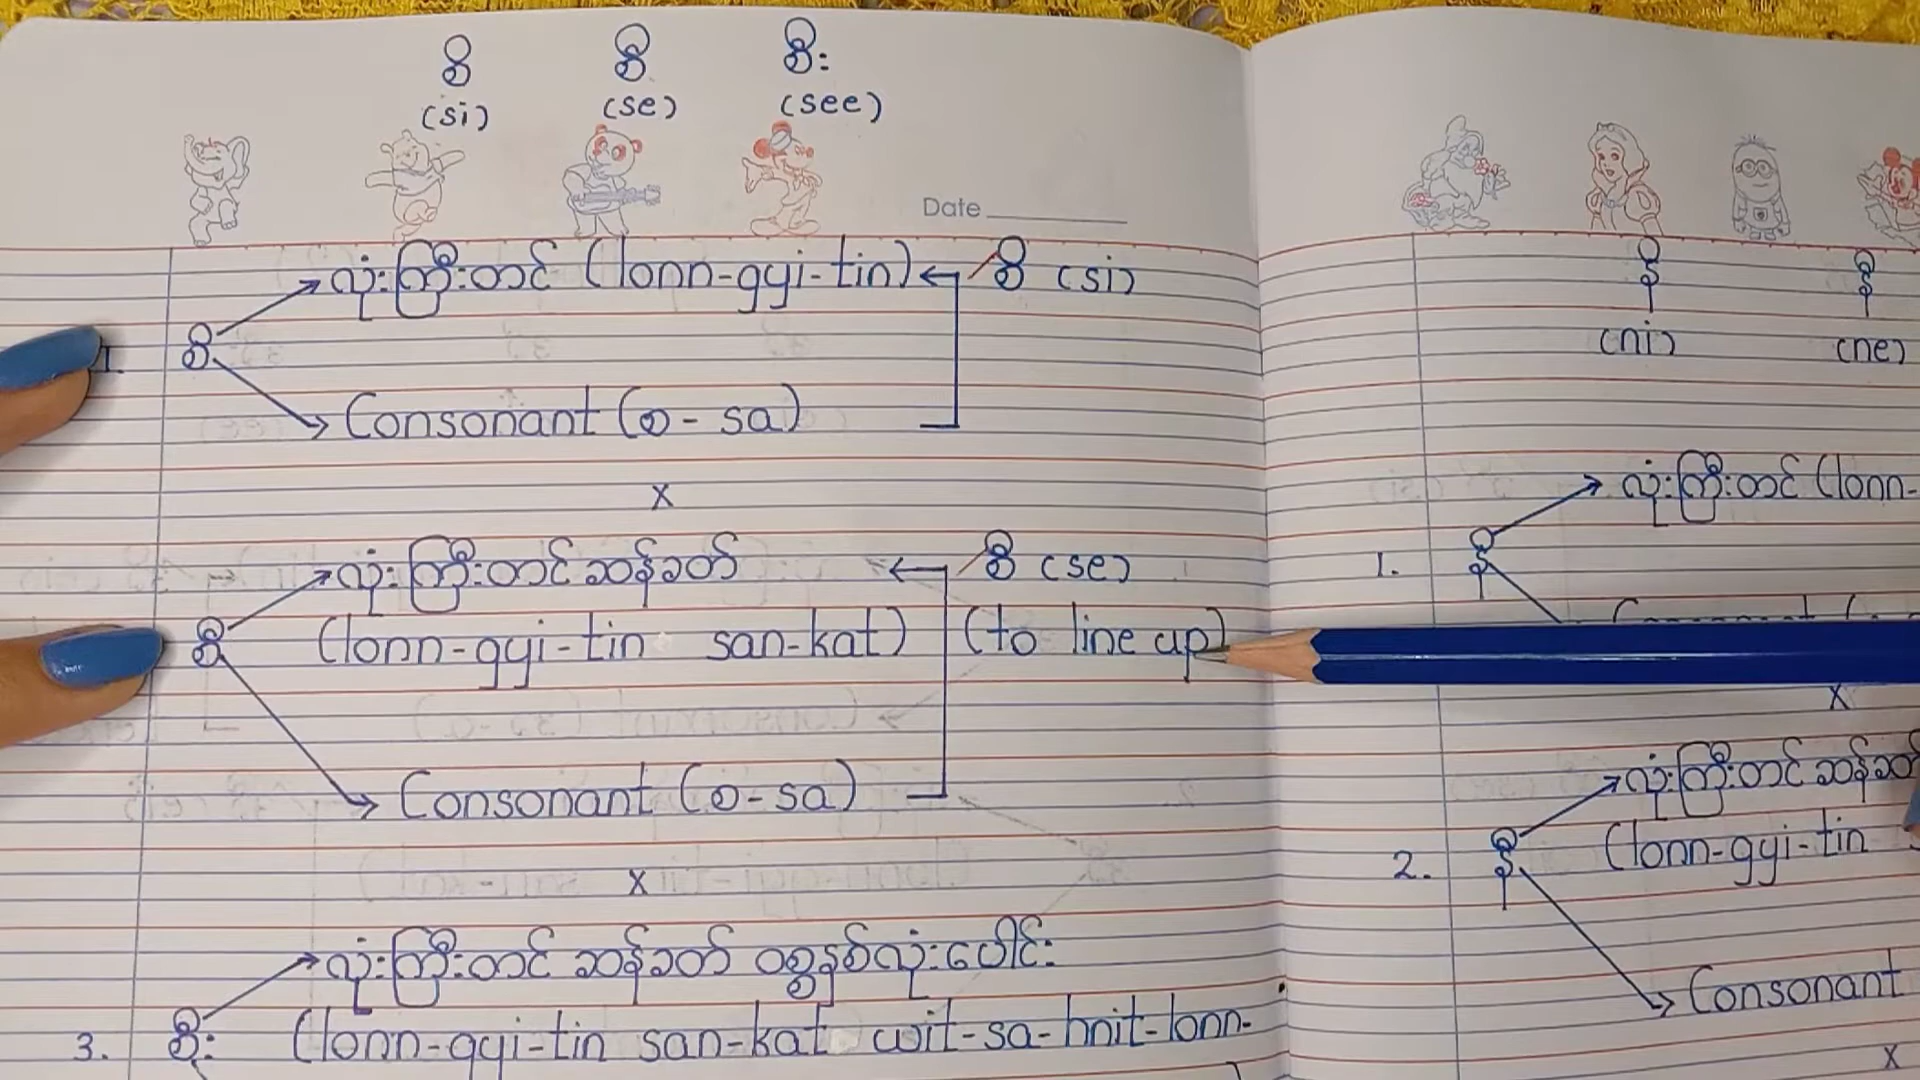 စိ စီ စီး
(si) (se) (see)
Date
1. စိ လုံးကြီးတင် (lonn-gyi-tin) စိ (si)
Consonant (စ - sa)
x
စီ လုံးကြီးတင်ဆန်ခတ် စီ (se)
(lonn-gyi-tin san-kat) (to line up)
Consonant (စ-sa)
x
လုံးကြီးတင် ဆန်ခတ် ဝစ္စနှစ်လုံးပေါင်း
3. စီး (lonn-gyi-tin san-kat wit-sa-hnit-lonn-
နိ နီ
(ni) (ne)
1. နိ လုံးကြီးတင် (lonn-
x
လုံးကြီးတင် ဆန်ခတ်
2. နီ (lonn-gyi-tin
Consonant
x